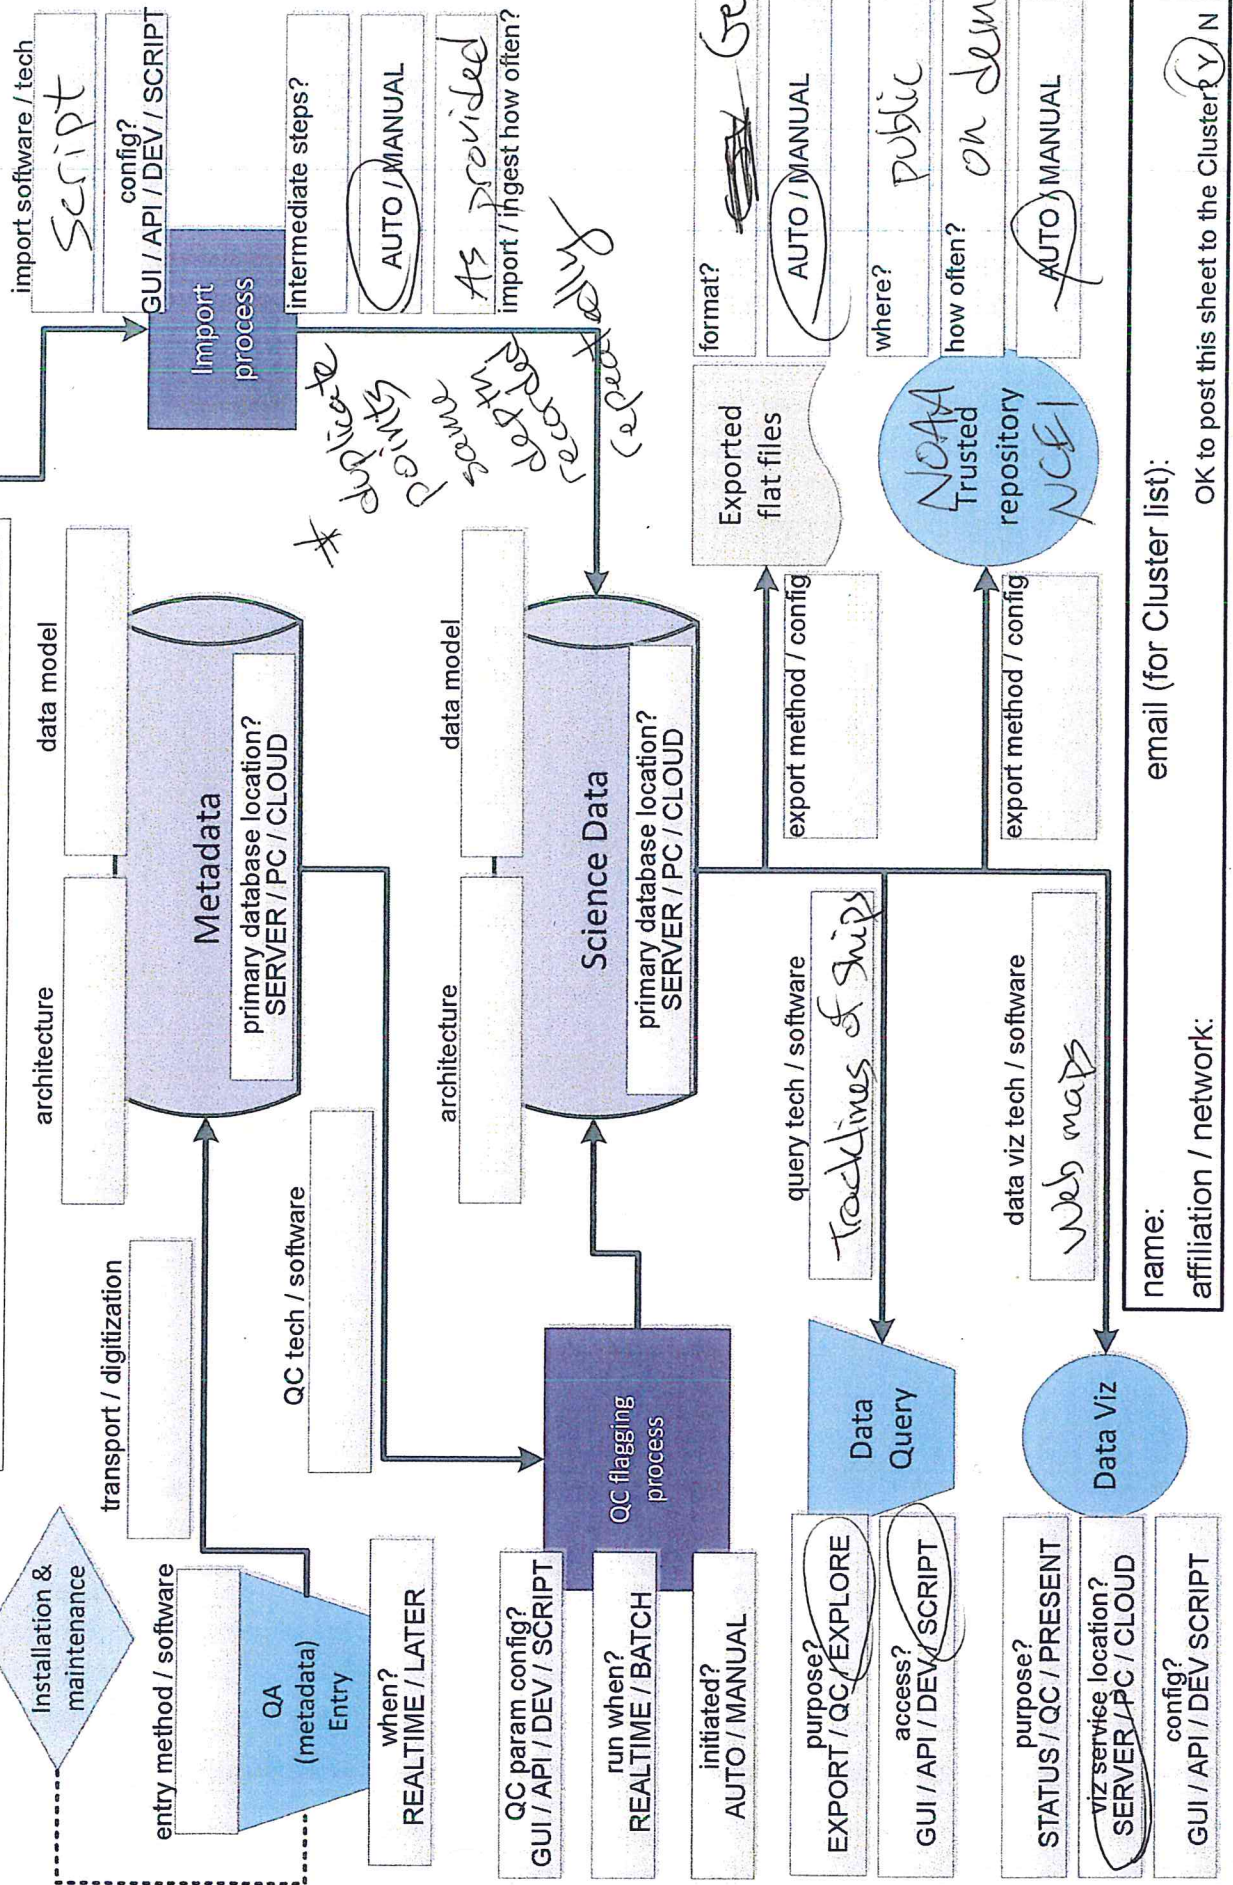 Installation &
maintenance
entry method / software
QA
(metadata)
Entry
when?
REALTIME / LATER
transport / digitization
architecture
data model
Metadata
primary database location?
SERVER / PC / CLOUD
import software / tech
Script
config?
GUI / API / DEV / SCRIPT
Import
process
intermediate steps?
AUTO / MANUAL
As provided
import / ingest how often?
* duplicate
points
same
depth
recorded
repeatedly
QC tech / software
QC param config?
GUI / API / DEV / SCRIPT
run when?
REALTIME / BATCH
initiated?
AUTO / MANUAL
QC flagging
process
architecture
data model
Science Data
primary database location?
SERVER / PC / CLOUD
purpose?
EXPORT / QC / EXPLORE
access?
GUI / API / DEV / SCRIPT
Data
Query
query tech / software
Tracklines of Ships
export method / config
Exported
flat files
format?
AUTO / MANUAL
purpose?
STATUS / QC / PRESENT
viz service location?
SERVER / PC / CLOUD
config?
GUI / API / DEV SCRIPT
Data Viz
data viz tech / software
Web maps
export method / config
NOAA
Trusted
repository
NCEI
where?
public
how often?
on dem
AUTO / MANUAL
name:
email (for Cluster list):
affiliation / network:
OK to post this sheet to the Cluster? Y / N